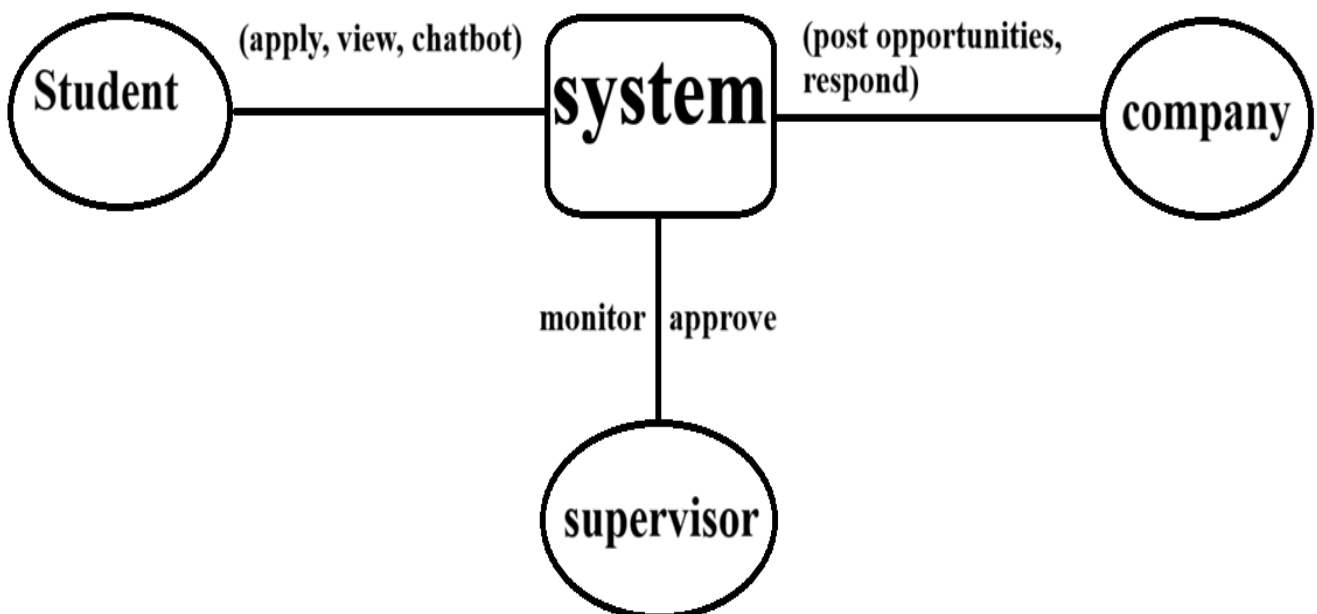 (apply, view, chatbot)
(post opportunities,
respond)
Student
system
company
monitor approve
supervisor